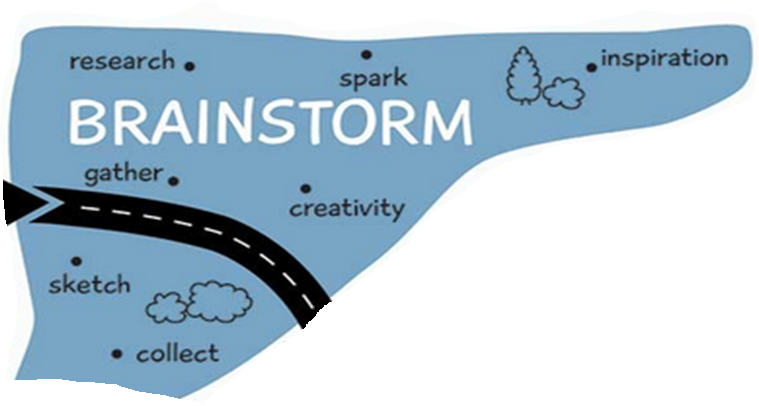 research
spark
inspiration
BRAINSTORM
gather
creativity
sketch
collect